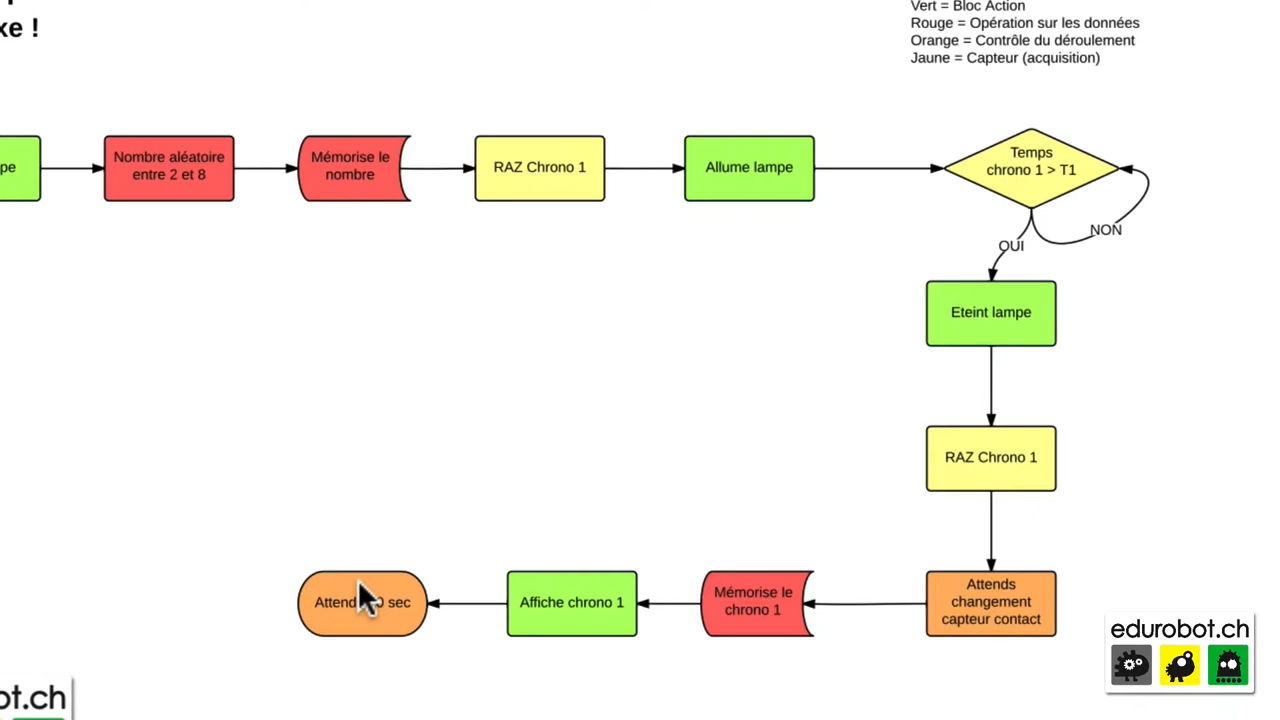 xe !
Vert = Bloc Action
Rouge = Opération sur les données
Orange = Contrôle du déroulement
Jaune = Capteur (acquisition)
pe
Nombre aléatoire
entre 2 et 8
Mémorise le
nombre
RAZ Chrono 1
Allume lampe
Temps
chrono 1 > T1
NON
OUI
Eteint lampe
RAZ Chrono 1
Attends
changement
capteur contact
Mémorise le
chrono 1
Affiche chrono 1
sec
edurobot.ch
ot.ch